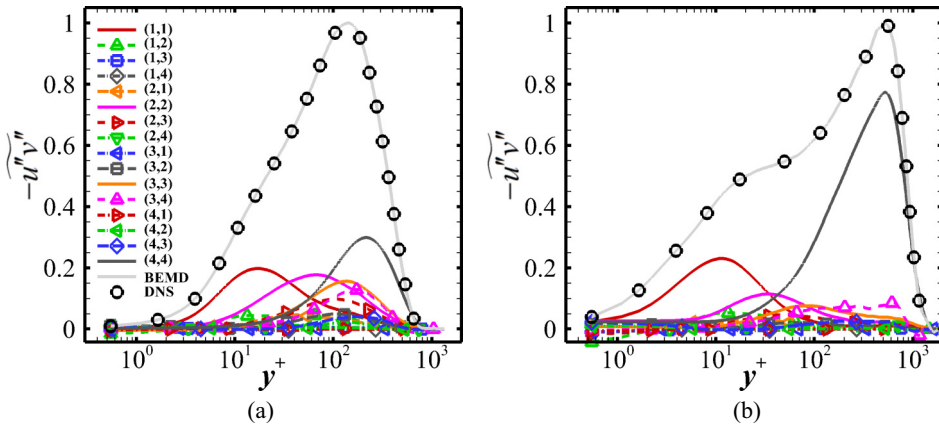 1
0.8
0.6
0.4
0.2
0
(1,1)
(1,2)
(1,3)
(1,4)
(2,1)
(2,2)
(2,3)
(2,4)
(3,1)
(3,2)
(3,3)
(3,4)
(4,1)
(4,2)
(4,3)
(4,4)
BEMD
DNS
−u″v″
10⁰ 10¹ 10² 10³
y⁺
(a)
1
0.8
0.6
0.4
0.2
0
−u″v″
10⁰ 10¹ 10² 10³
y⁺
(b)